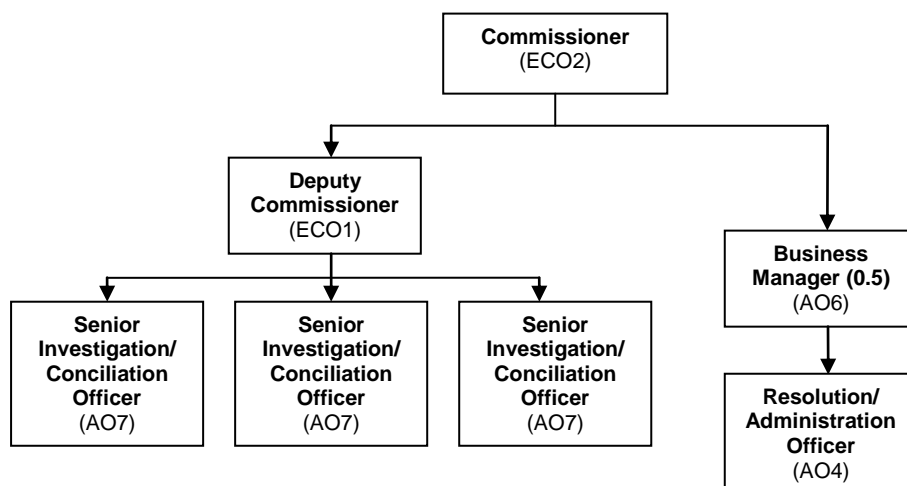 Commissioner
(ECO2)
Deputy
Commissioner
(ECO1)
Business
Manager (0.5)
(AO6)
Senior
Investigation/
Conciliation
Officer
(AO7)
Senior
Investigation/
Conciliation
Officer
(AO7)
Senior
Investigation/
Conciliation
Officer
(AO7)
Resolution/
Administration
Officer
(AO4)